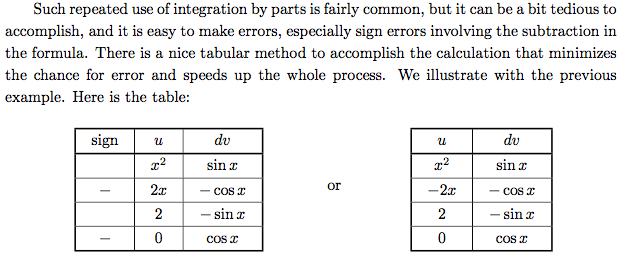 Such repeated use of integration by parts is fairly common, but it can be a bit tedious to
accomplish, and it is easy to make errors, especially sign errors involving the subtraction in
the formula. There is a nice tabular method to accomplish the calculation that minimizes
the chance for error and speeds up the whole process. We illustrate with the previous
example. Here is the table:
sign u dv
x² sin x
− 2x − cos x
2 − sin x
− 0 cos x
or
u dv
x² sin x
−2x − cos x
2 − sin x
0 cos x